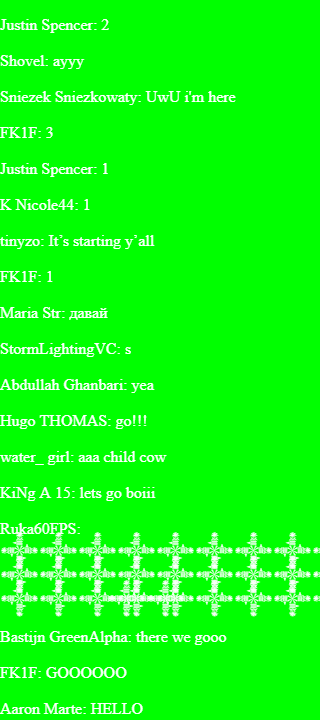 Justin Spencer: 2
Shovel: ayyy
Sniezek Sniezkowaty: UwU i'm here
FK1F: 3
Justin Spencer: 1
K Nicole44: 1
tinyzo: It's starting y'all
FK1F: 1
Maria Str: давай
StormLightingVC: s
Abdullah Ghanbari: yea
Hugo THOMAS: go!!!
water_ girl: aaa child cow
KiNg A 15: lets go boiii
Ruka60FPS:
Bastijn GreenAlpha: there we gooo
FK1F: GOOOOOO
Aaron Marte: HELLO